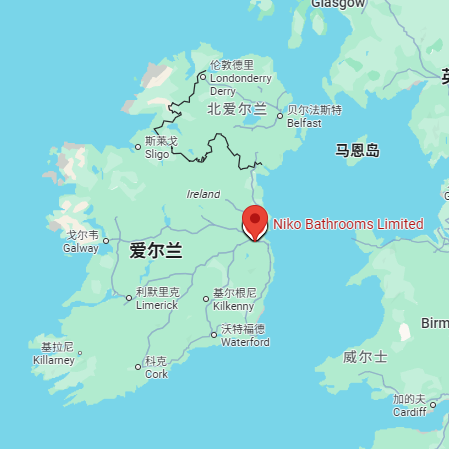 Glasgow
伦敦德里
Londonderry
Derry
北爱尔兰
贝尔法斯特
Belfast
英
斯莱戈
Sligo
马恩岛
Ireland
Niko Bathrooms Limited
戈尔韦
Galway
爱尔兰
利默里克
Limerick
基尔根尼
Kilkenny
沃特福德
Waterford
Birm
基拉尼
Killarney
科克
Cork
威尔士
加的夫
Cardiff